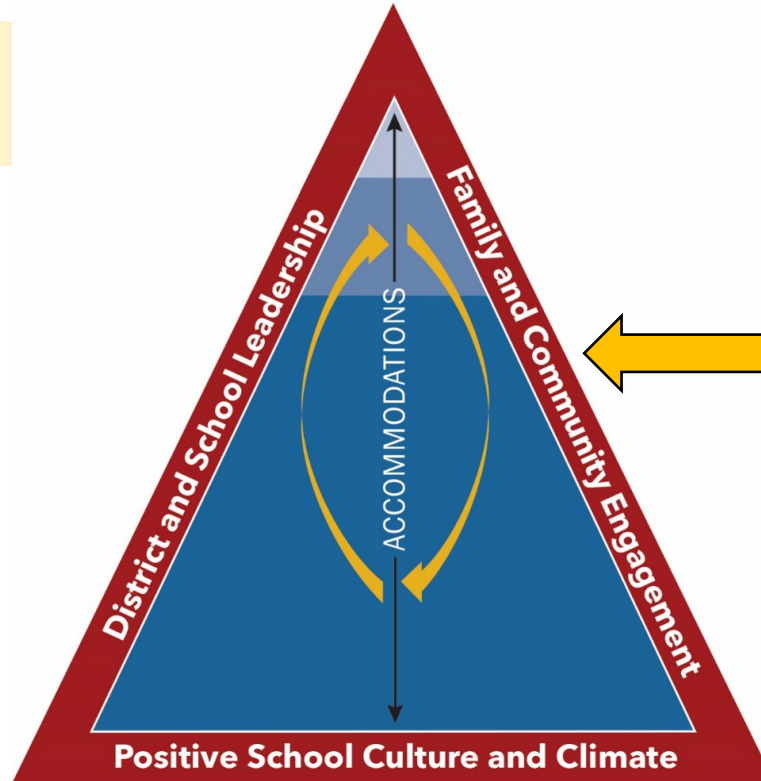 District and School Leadership
Family and Community Engagement
ACCOMMODATIONS
Positive School Culture and Climate